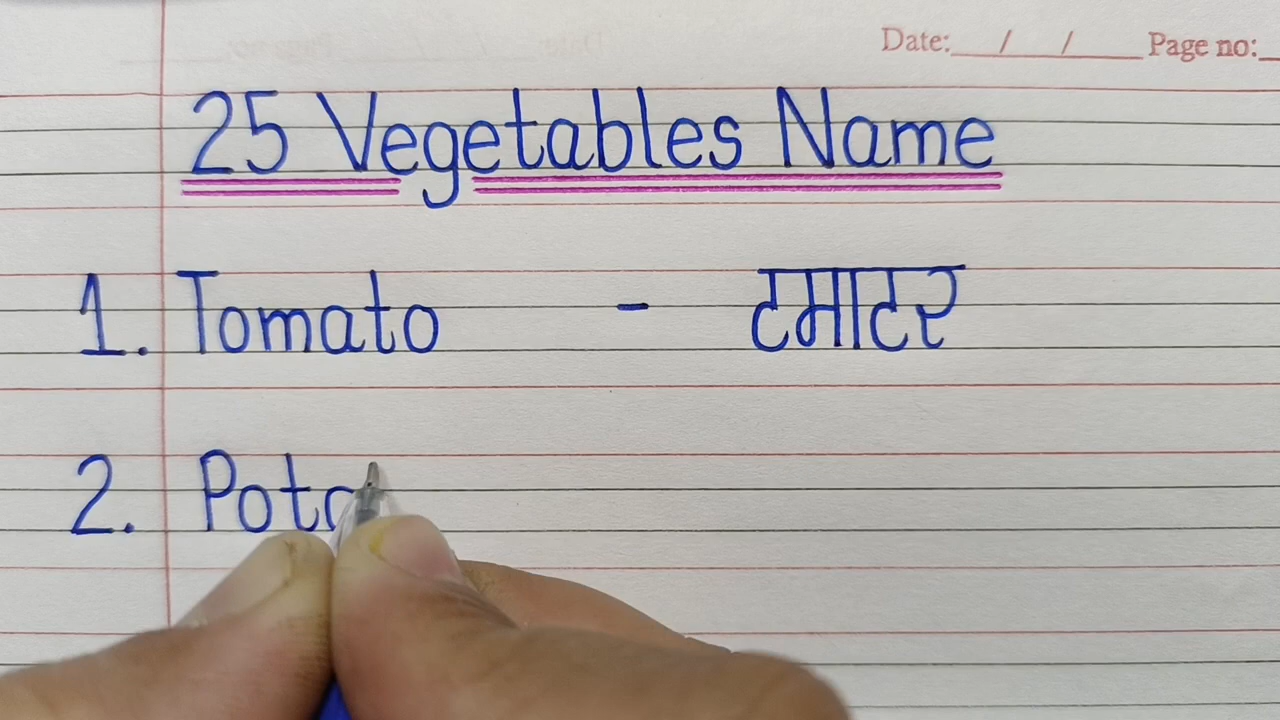 Date: / / Page no:
25 Vegetables Name
1. Tomato - टमाटर
2. Pota